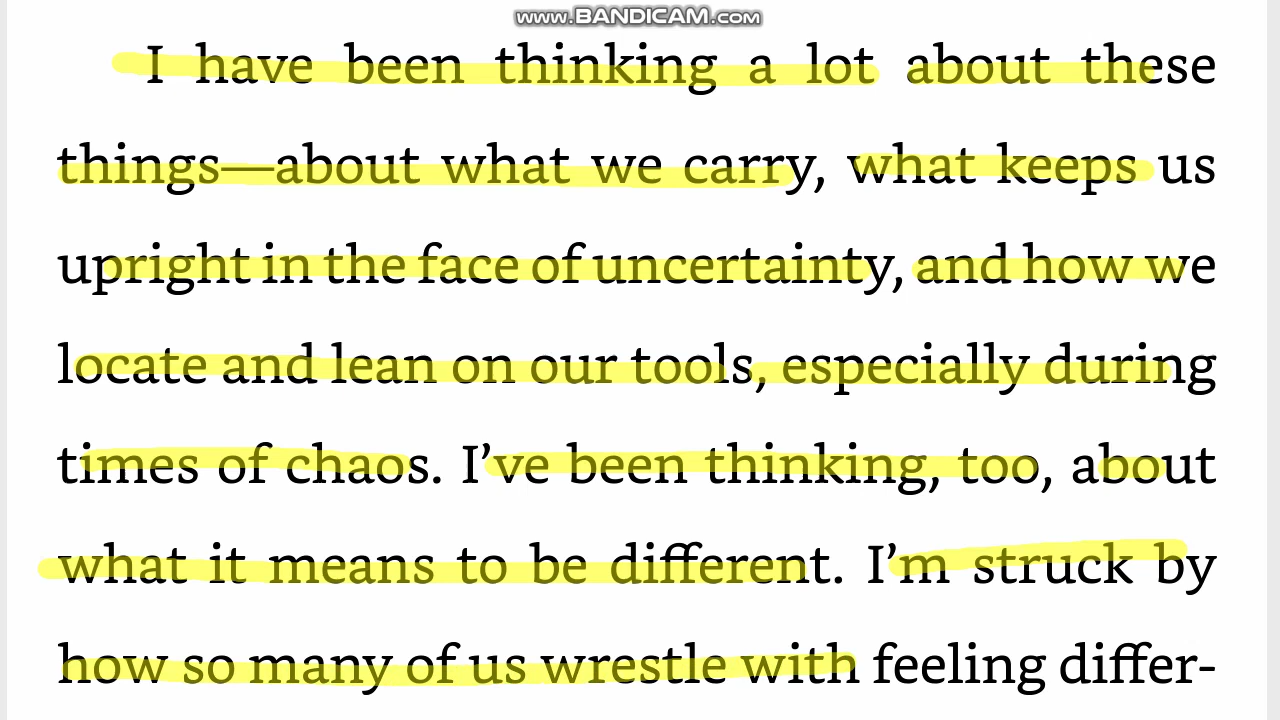 www.BANDICAM.com
I have been thinking a lot about these
things—about what we carry, what keeps us
upright in the face of uncertainty, and how we
locate and lean on our tools, especially during
times of chaos. I’ve been thinking, too, about
what it means to be different. I’m struck by
how so many of us wrestle with feeling differ-